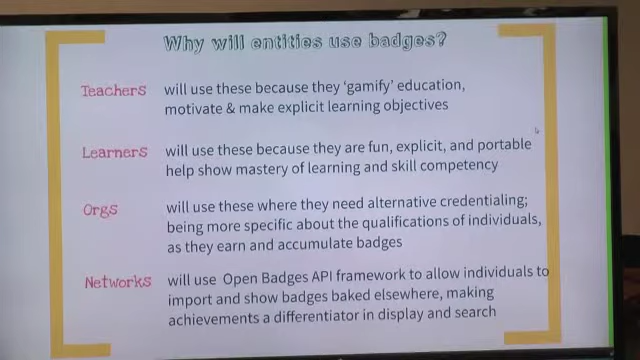 Why will entities use badges?
Teachers will use these because they ‘gamify’ education,
motivate & make explicit learning objectives
Learners will use these because they are fun, explicit, and portable
help show mastery of learning and skill competency
Orgs will use these where they need alternative credentialing;
being more specific about the qualifications of individuals,
as they earn and accumulate badges
Networks will use Open Badges API framework to allow individuals to
import and show badges baked elsewhere, making
achievements a differentiator in display and search